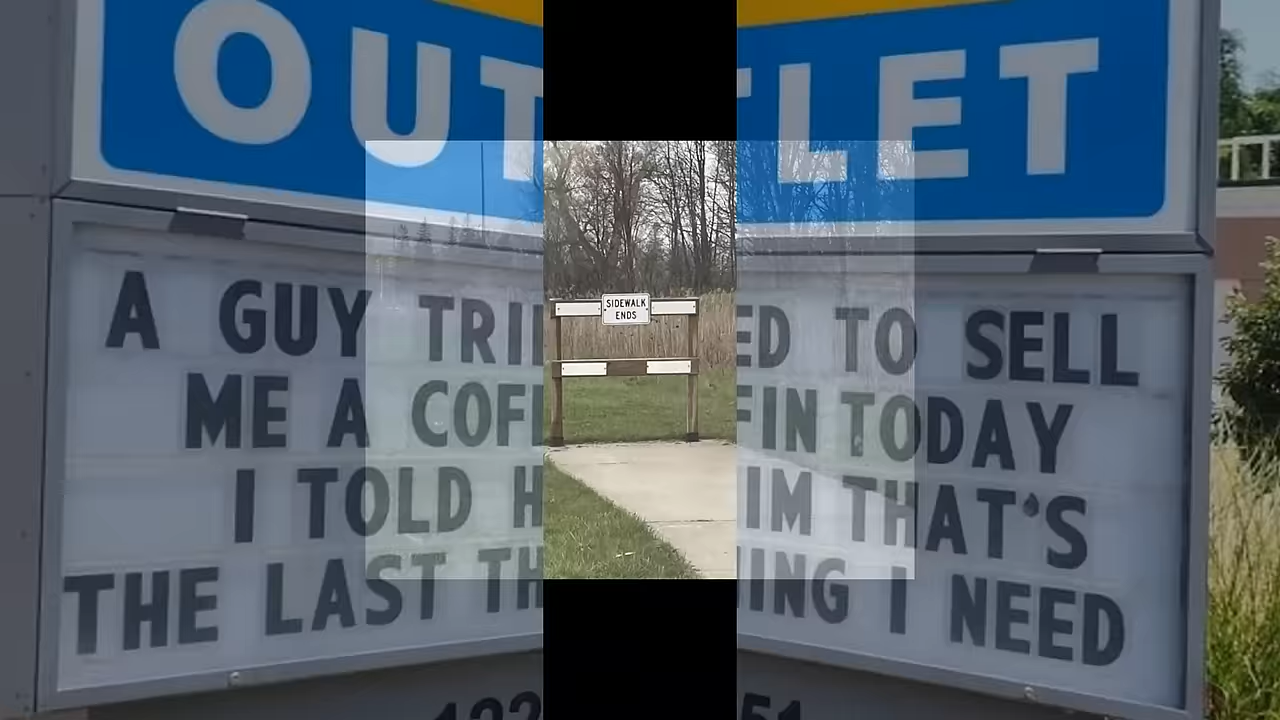 OUTLET
A GUY TRIED TO SELL
ME A COFFIN TODAY
I TOLD HIM THAT'S
THE LAST THING I NEED
SIDEWALK
ENDS